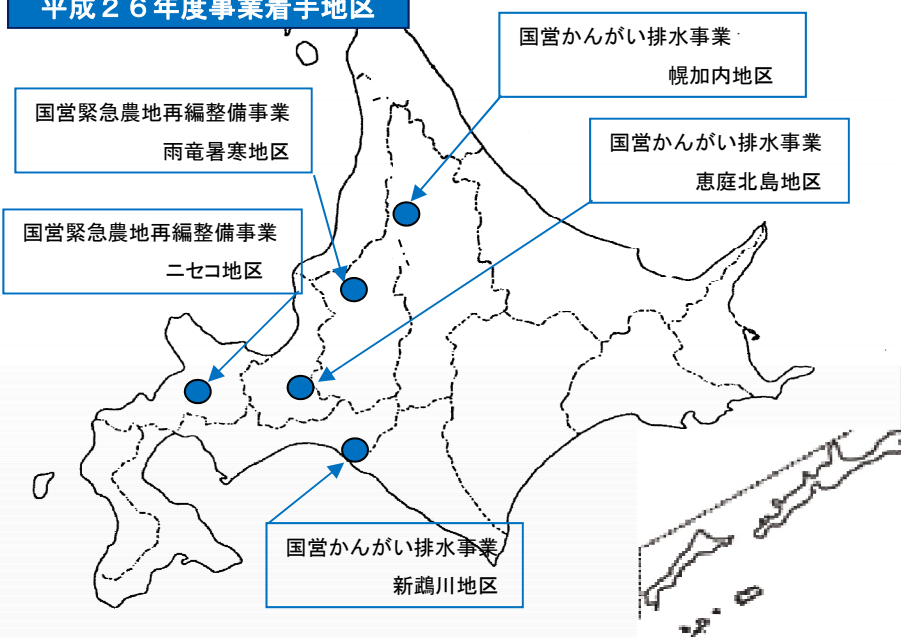 平成２６年度事業着手地区
国営かんがい排水事業
幌加内地区
国営緊急農地再編整備事業
雨竜暑寒地区
国営かんがい排水事業
恵庭北島地区
国営緊急農地再編整備事業
ニセコ地区
国営かんがい排水事業
新鵡川地区